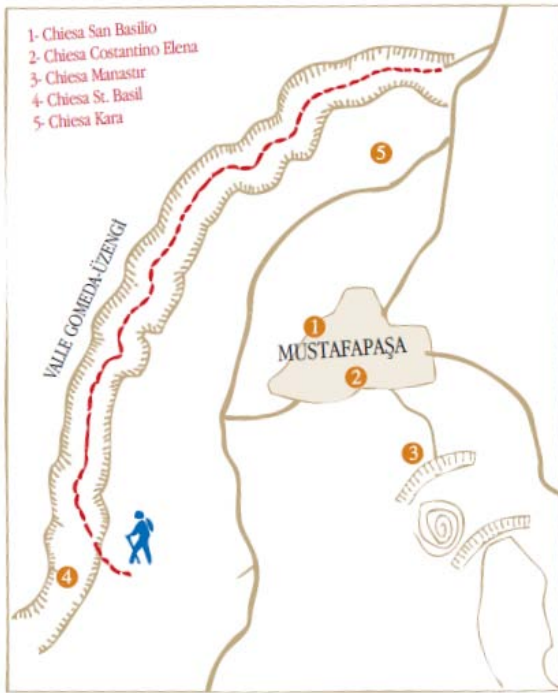 1- Chiesa San Basilio
2- Chiesa Costantino Elena
3- Chiesa Manastır
4- Chiesa St. Basil
5- Chiesa Kara
5
VALLE GOMEDA-ÜZENGİ
1
MUSTAFAPAŞA
2
3
4